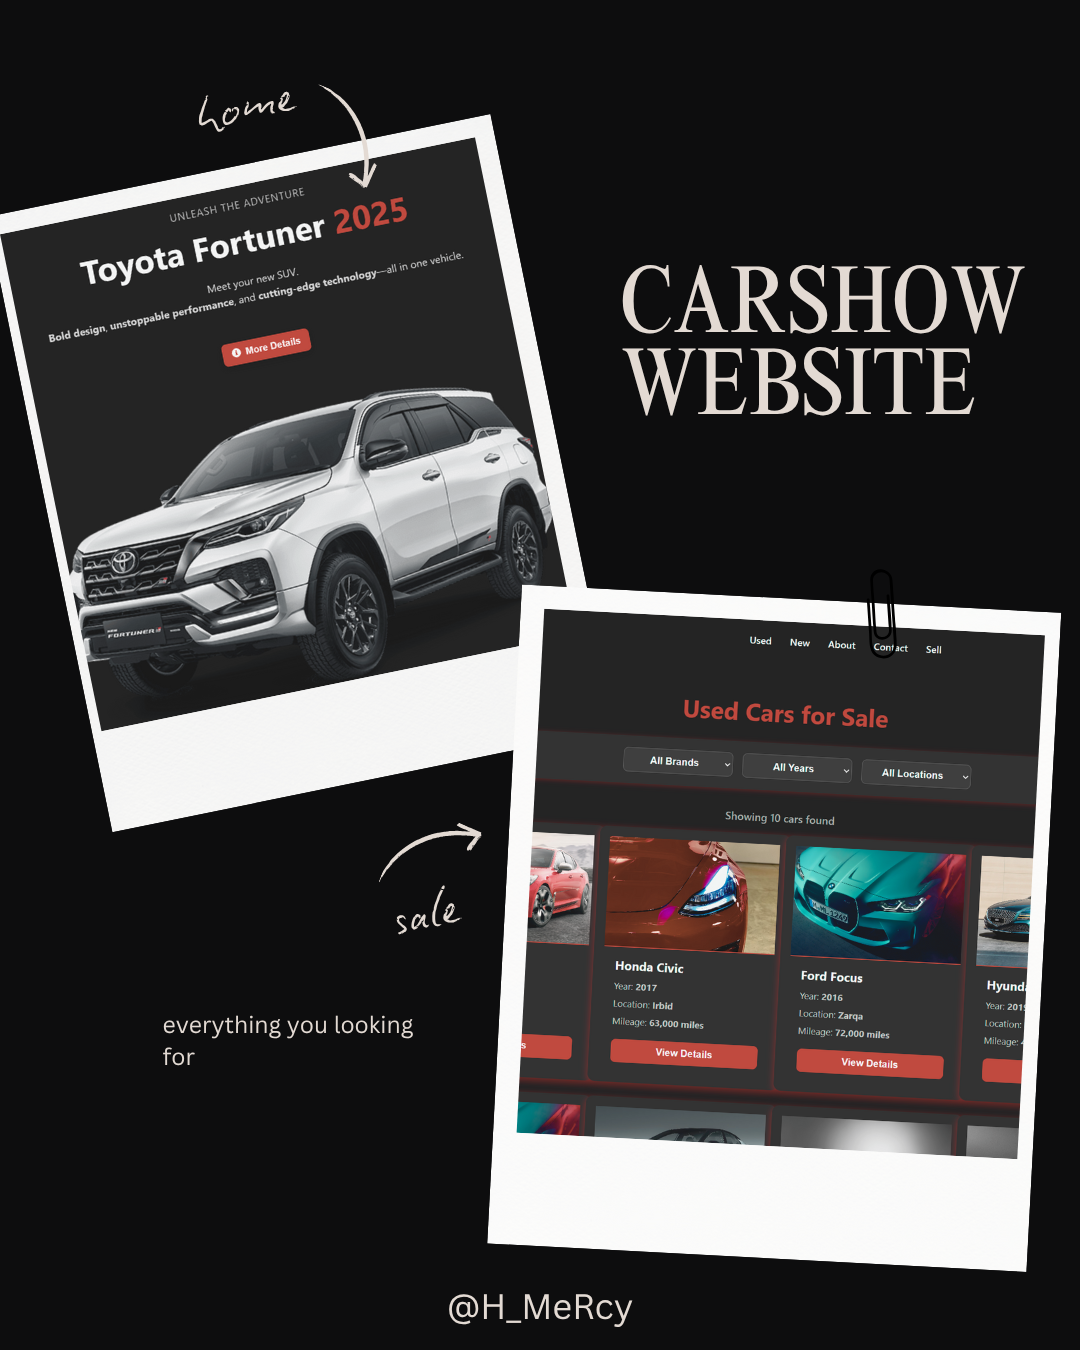 home
UNLEASH THE ADVENTURE
Toyota Fortuner 2025
Meet your new SUV.
Bold design, unstoppable performance, and cutting-edge technology—all in one vehicle.
More Details
FORTUNER
CARSHOW
WEBSITE
Used New About Contact Sell
Used Cars for Sale
All Brands All Years All Locations
Showing 10 cars found
Honda Civic
Year: 2017
Location: Irbid
Mileage: 63,000 miles
View Details
Ford Focus
Year: 2016
Location: Zarqa
Mileage: 72,000 miles
View Details
Hyund
Year: 201
Location:
Mileage:
s
sale
everything you looking
for
@H_MeRcy